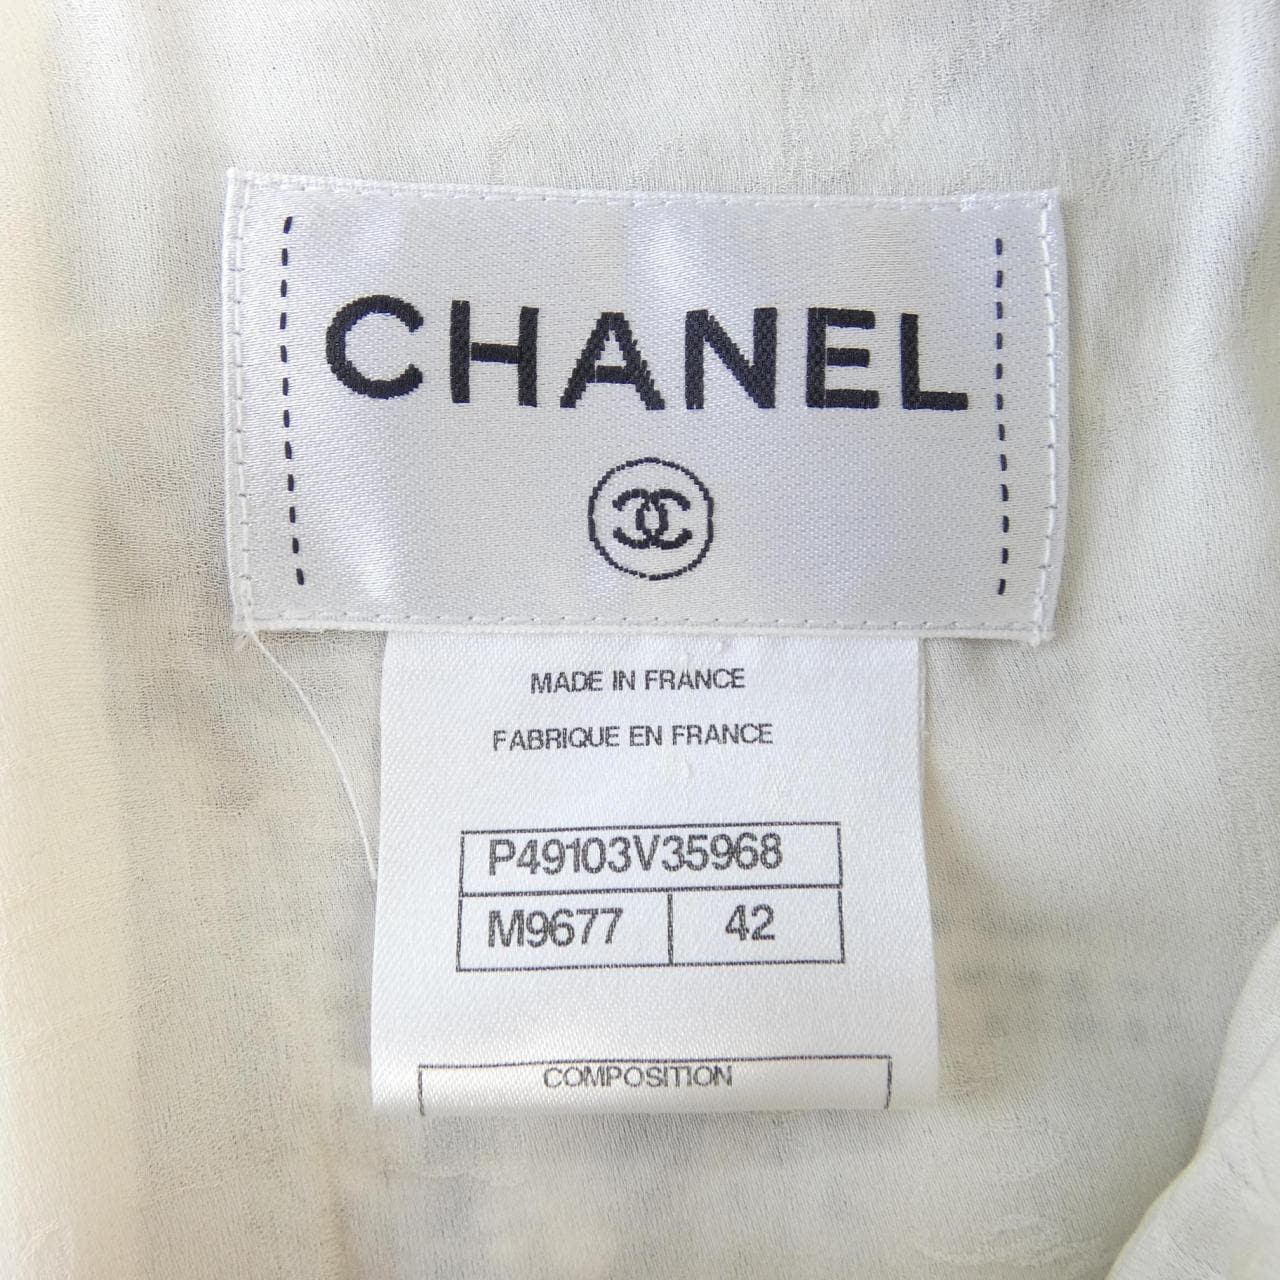 CHANEL
MADE IN FRANCE
FABRIQUE EN FRANCE
P49103V35968
M9677 42
COMPOSITION